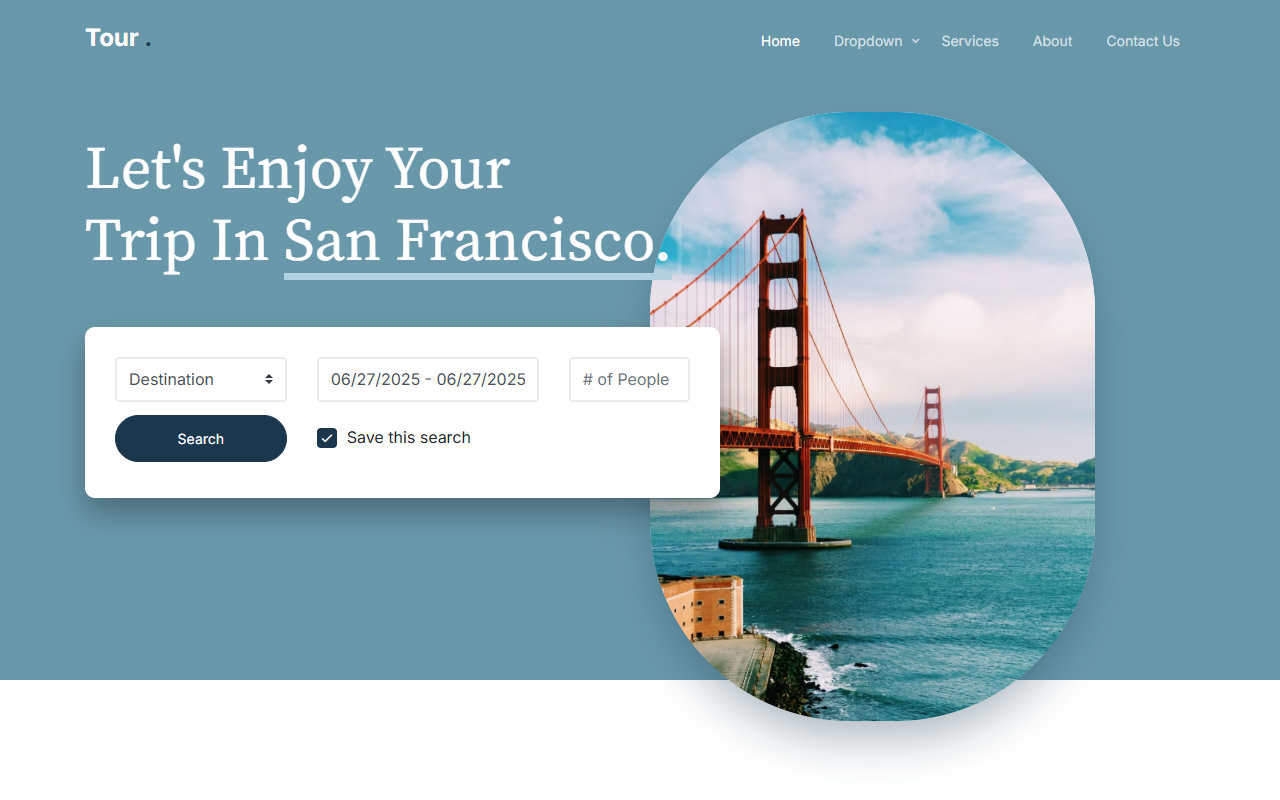 Tour .
Home Dropdown Services About Contact Us
Let's Enjoy Your
Trip In San Francisco.
Destination 06/27/2025 - 06/27/2025 # of People
Search Save this search